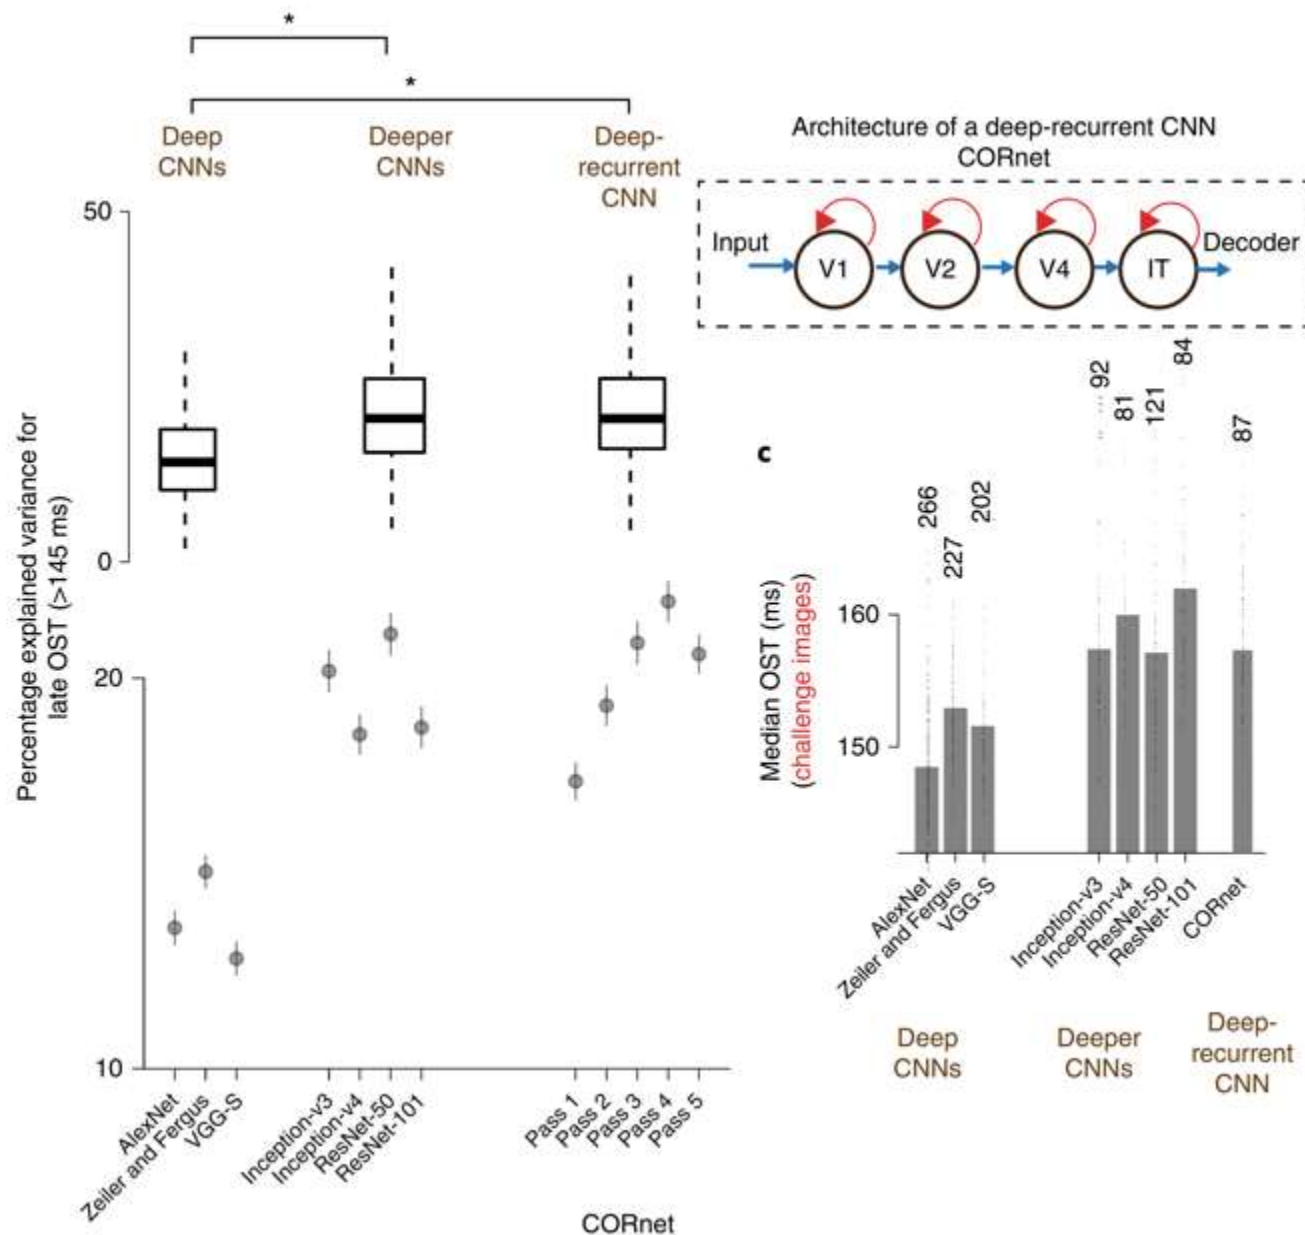 *
*
Deep
CNNs
Deeper
CNNs
Deep-
recurrent
CNN
50
0
20
10
Percentage explained variance for
late OST (>145 ms)
AlexNet
Zeiler and Fergus
VGG-S
Inception-v3
Inception-v4
ResNet-50
ResNet-101
Pass 1
Pass 2
Pass 3
Pass 4
Pass 5
CORnet
Architecture of a deep-recurrent CNN
CORnet
Input
V1
V2
V4
IT
Decoder
c
266
227
202
92
81
121
84
87
Median OST (ms)
(challenge images)
160
150
AlexNet
Zeiler and Fergus
VGG-S
Inception-v3
Inception-v4
ResNet-50
ResNet-101
CORnet
Deep
CNNs
Deeper
CNNs
Deep-
recurrent
CNN